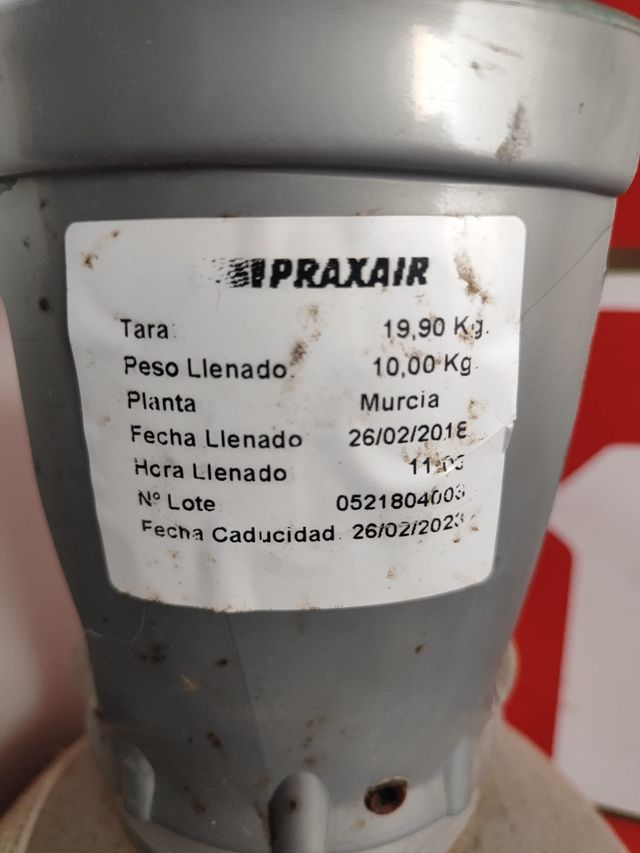 PRAXAIR
Tara: 19,90 Kg.
Peso Llenado: 10,00 Kg.
Planta Murcia
Fecha Llenado 26/02/2018
Hora Llenado
Nº Lote 0521804003
Fecha Caducidad. 26/02/2023